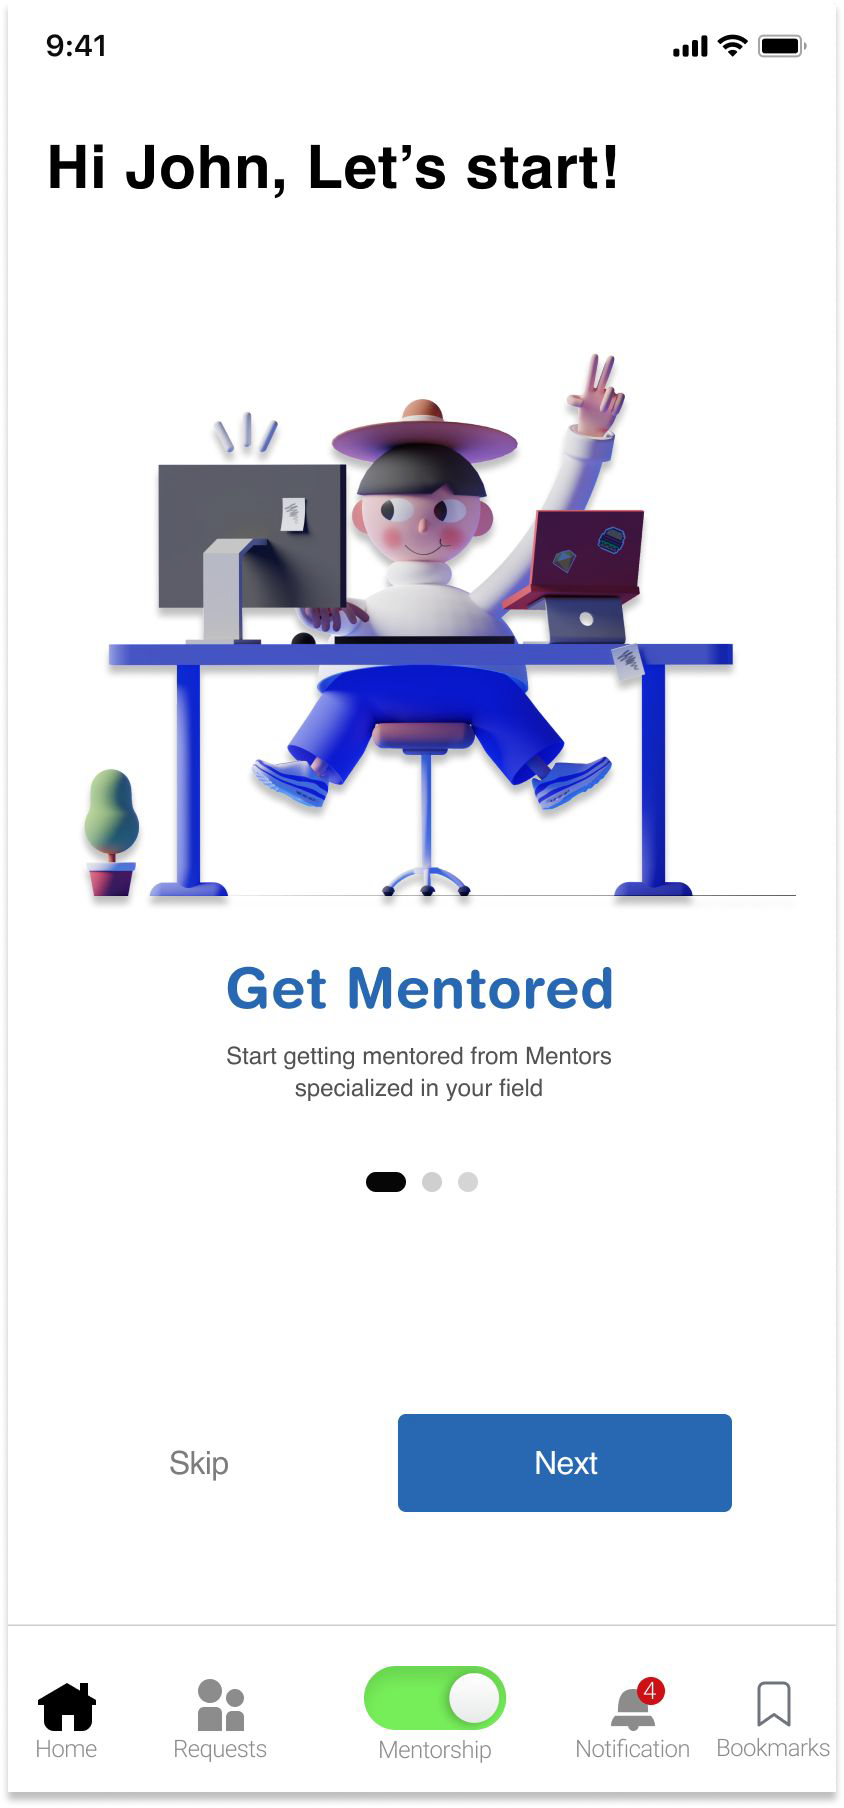 9:41
Hi John, Let’s start!
Get Mentored
Start getting mentored from Mentors
specialized in your field
Skip
Next
4
Home
Requests
Mentorship
Notification
Bookmarks